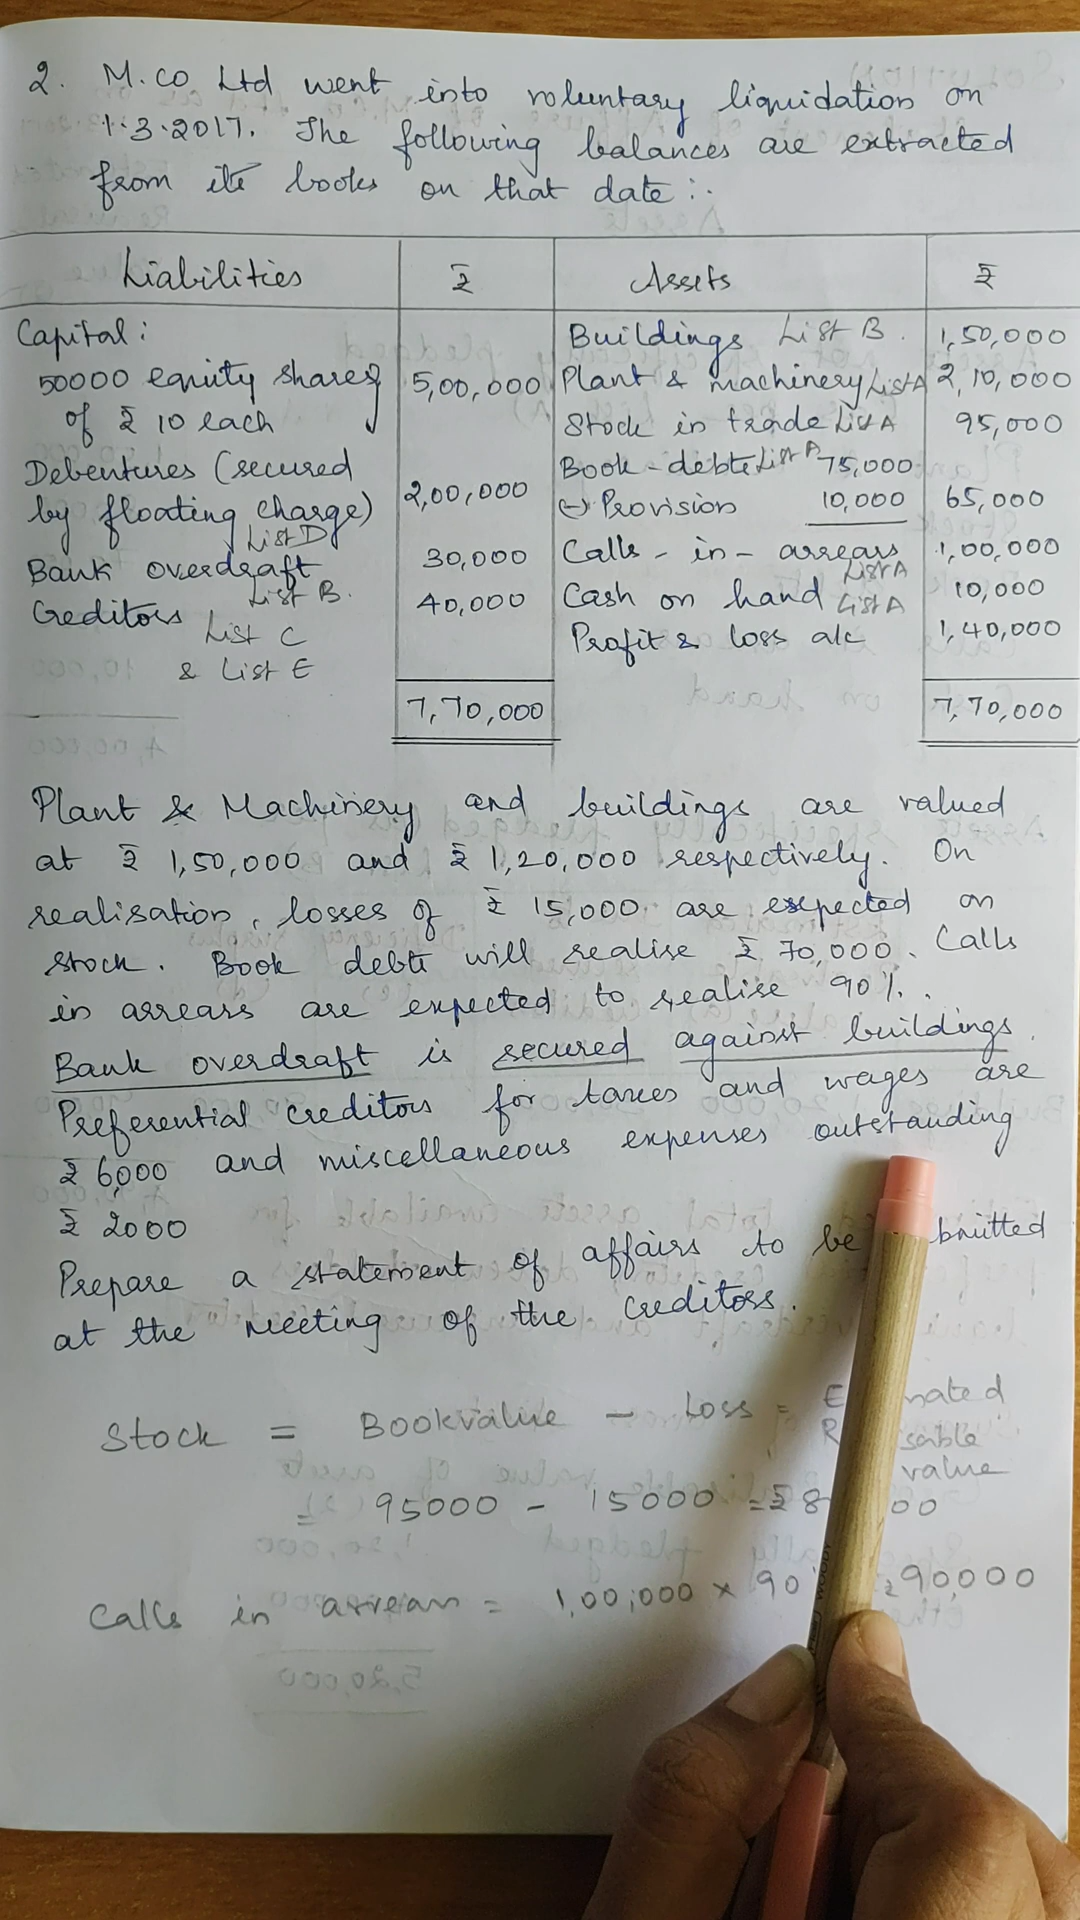 2. M.co Ltd went into voluntary liquidation on
1.3.2017. The following balances are extracted
from its books on that date :-
Liabilities ₹ Assets ₹
Capital : Buildings List B. 1,50,000
50000 equity shares 5,00,000 Plant & machinery List A 2,10,000
of ₹ 10 each Stock in trade List A 95,000
Debentures (secured Book-debts List A 75,000
by floating charge) 2,00,000 (-) Provision 10,000 65,000
List D
Bank overdraft 30,000 Calls-in-arrears 1,00,000
List B. List A
Creditors 40,000 Cash on hand List A 10,000
List C Profit & loss a/c 1,40,000
& List E
7,70,000 7,70,000
Plant & Machinery and buildings are valued
at ₹ 1,50,000 and ₹ 1,20,000 respectively. On
realisation, losses of ₹ 15,000 are expected on
stock. Book debts will realise ₹ 70,000. Calls
in arrears are expected to realise 90%.
Bank overdraft is secured against buildings.
Preferential creditors for taxes and wages are
₹ 6,000 and miscellaneous expenses outstanding
₹ 2000
Prepare a statement of affairs to be
at the meeting of the creditors.
Stock = Bookvalue - Loss =
value
= 95000 - 15000 = ₹ 8
Calls in arrears = 1,00,000 × 90 90,000